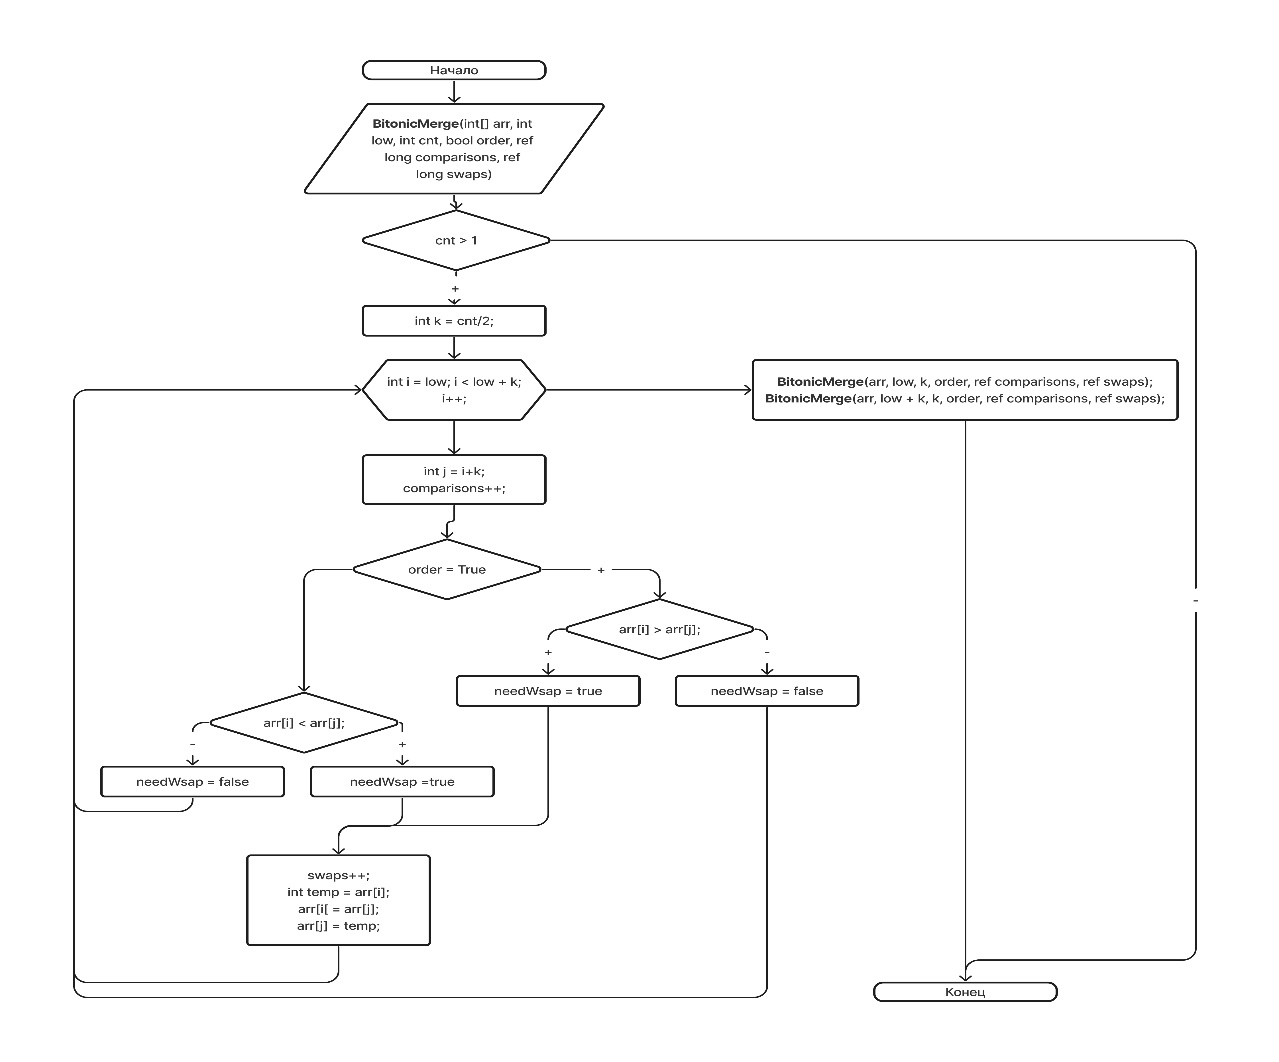 Начало
BitonicMerge(int[] arr, int
low, int cnt, bool order, ref
long comparisons, ref
long swaps)
cnt > 1
+
int k = cnt/2;
int i = low; i < low + k;
i++;
BitonicMerge(arr, low, k, order, ref comparisons, ref swaps);
BitonicMerge(arr, low + k, k, order, ref comparisons, ref swaps);
int j = i+k;
comparisons++;
order = True
+
-
arr[i] > arr[j];
+
-
needWsap = true
needWsap = false
arr[i] < arr[j];
-
+
needWsap = false
needWsap =true
swaps++;
int temp = arr[i];
arr[i[ = arr[j];
arr[j] = temp;
Конец